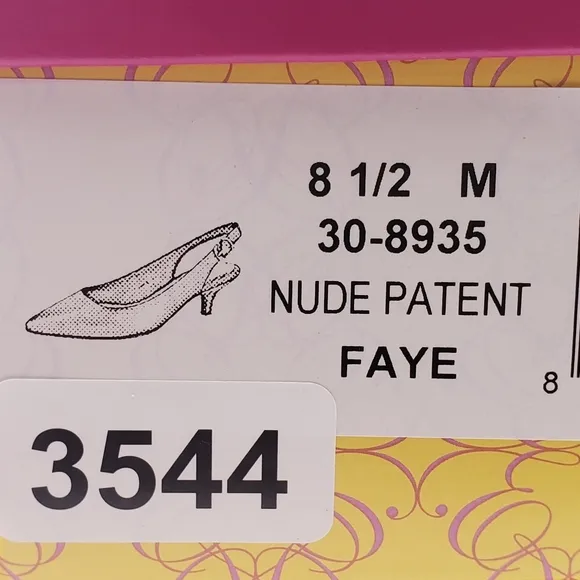 8 1/2 M
30-8935
NUDE PATENT
FAYE
8
3544